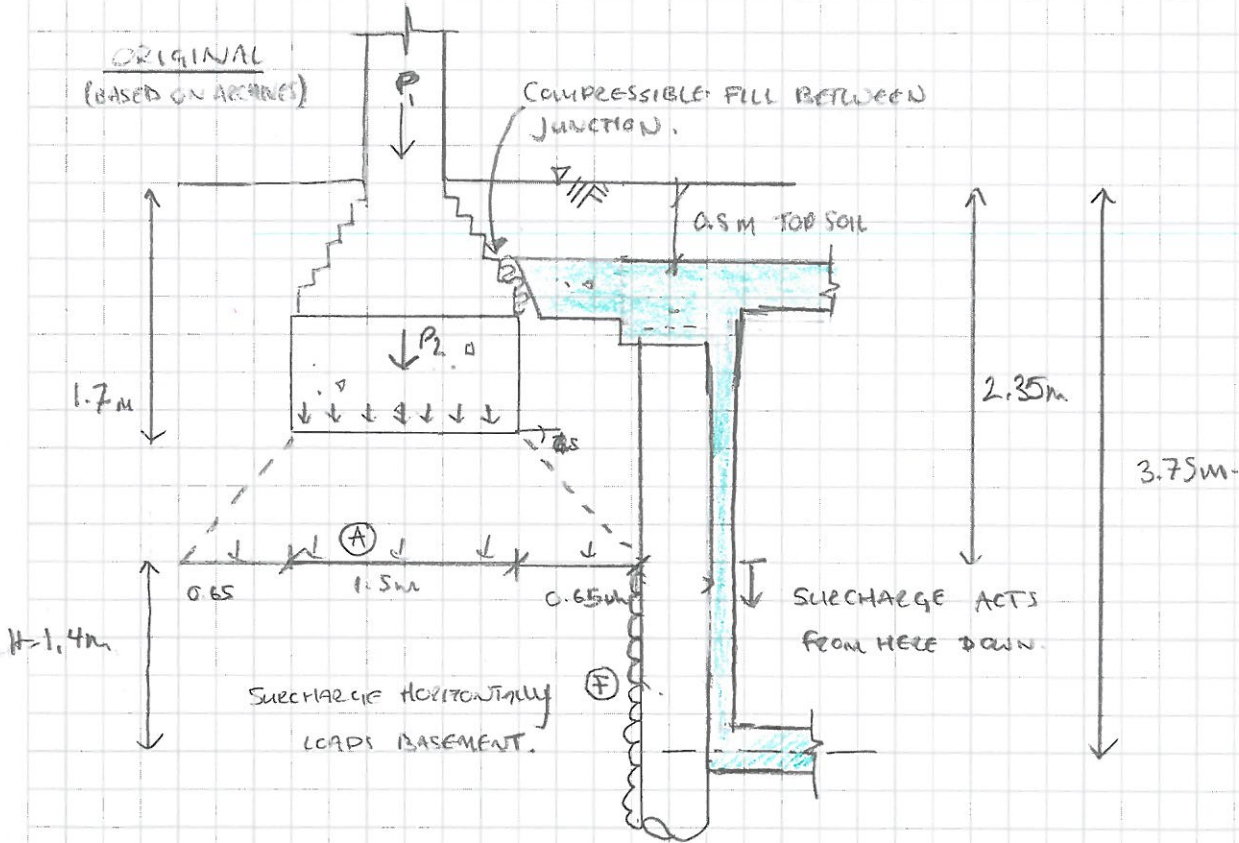 ORIGINAL
(BASED ON ARCHIVES)
P1
COMPRESSIBLE FILL BETWEEN
JUNCTION.
0.8M TOP SOIL
P2
1.7M
2.35m
3.75m
A
0.65
1.5m
0.65m
SURCHARGE ACTS
FROM HERE DOWN.
H=1.4m
SURCHARGE HORIZONTALLY
LOADS BASEMENT.
F